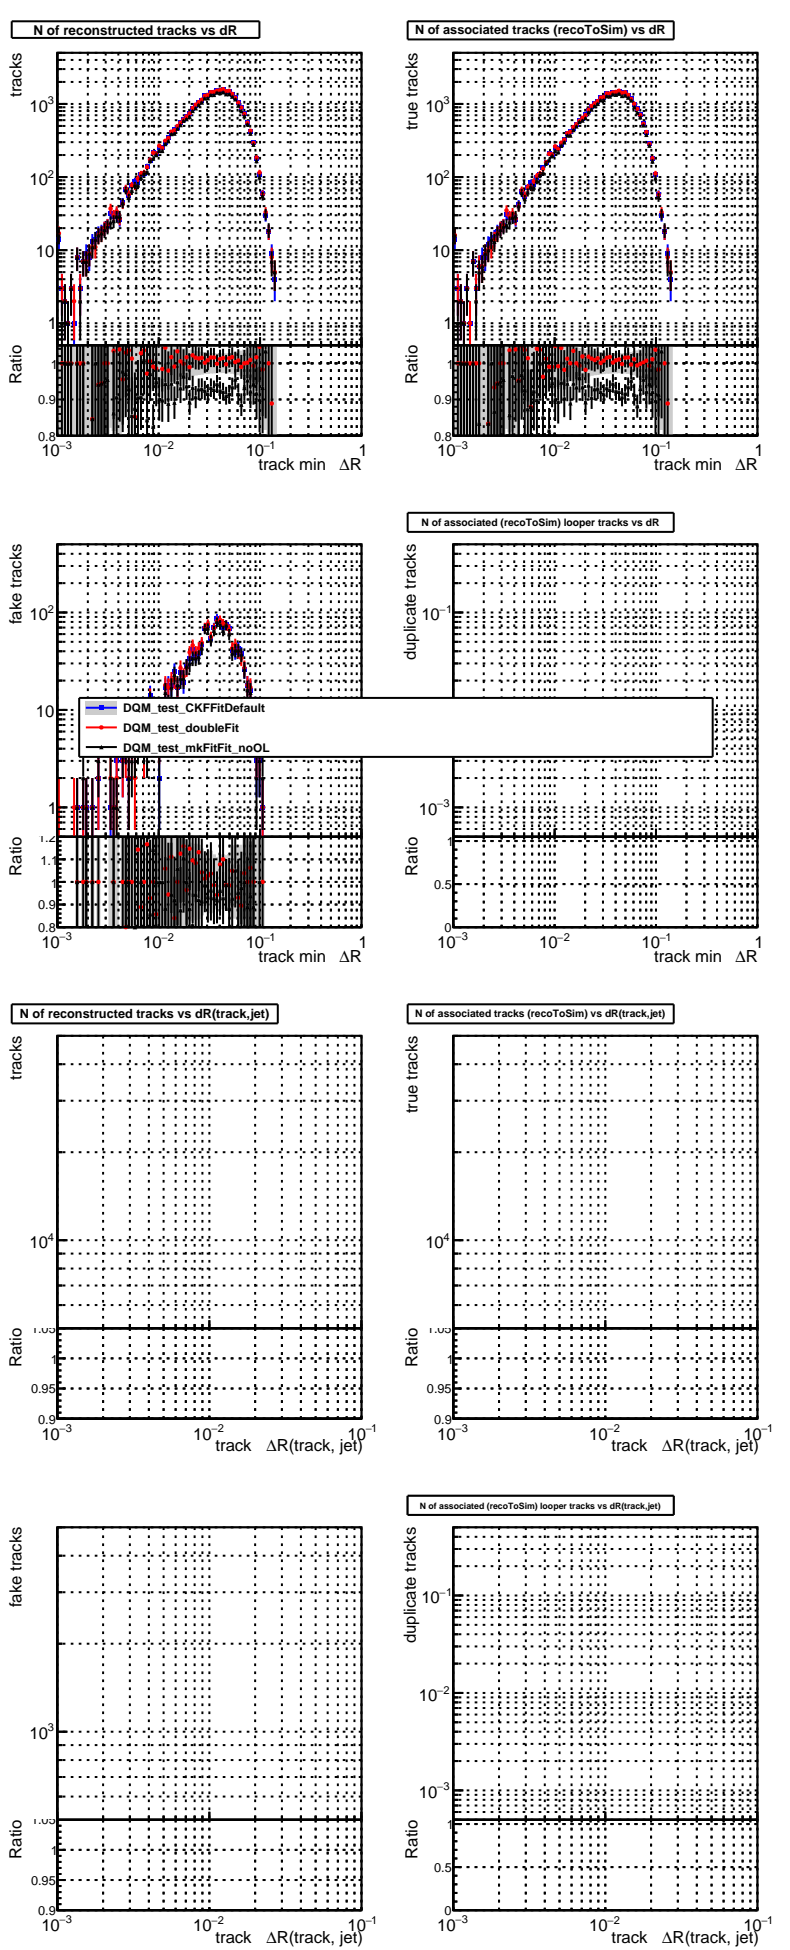 N of reconstructed tracks vs dR
N of associated tracks (recoToSim) vs dR
tracks
10³
10²
10
1
Ratio
1
0.9
0.8
10⁻³
10⁻²
10⁻¹
1
track min ΔR
true tracks
10³
10²
10
1
Ratio
1
0.9
0.8
10⁻³
10⁻²
10⁻¹
1
track min ΔR
N of associated (recoToSim) looper tracks vs dR
fake tracks
10²
10
1
Ratio
1.2
1.1
1
0.9
0.8
10⁻³
10⁻²
10⁻¹
1
track min ΔR
duplicate tracks
10⁻¹
10⁻³
Ratio
1
0.5
0
10⁻³
10⁻²
10⁻¹
1
track min ΔR
DQM_test_CKFFitDefault
DQM_test_doubleFit
DQM_test_mkFitFit_noOL
N of reconstructed tracks vs dR(track,jet)
N of associated tracks (recoToSim) vs dR(track,jet)
tracks
10⁴
Ratio
1.05
1
0.95
0.9
10⁻³
10⁻²
10⁻¹
track ΔR(track, jet)
true tracks
10⁴
Ratio
1.05
1
0.95
0.9
10⁻³
10⁻²
10⁻¹
track ΔR(track, jet)
N of associated (recoToSim) looper tracks vs dR(track,jet)
fake tracks
10³
Ratio
1.05
1
0.95
0.9
10⁻³
10⁻²
10⁻¹
track ΔR(track, jet)
duplicate tracks
10⁻¹
10⁻²
10⁻³
Ratio
1
0.5
0
10⁻³
10⁻²
10⁻¹
track ΔR(track, jet)